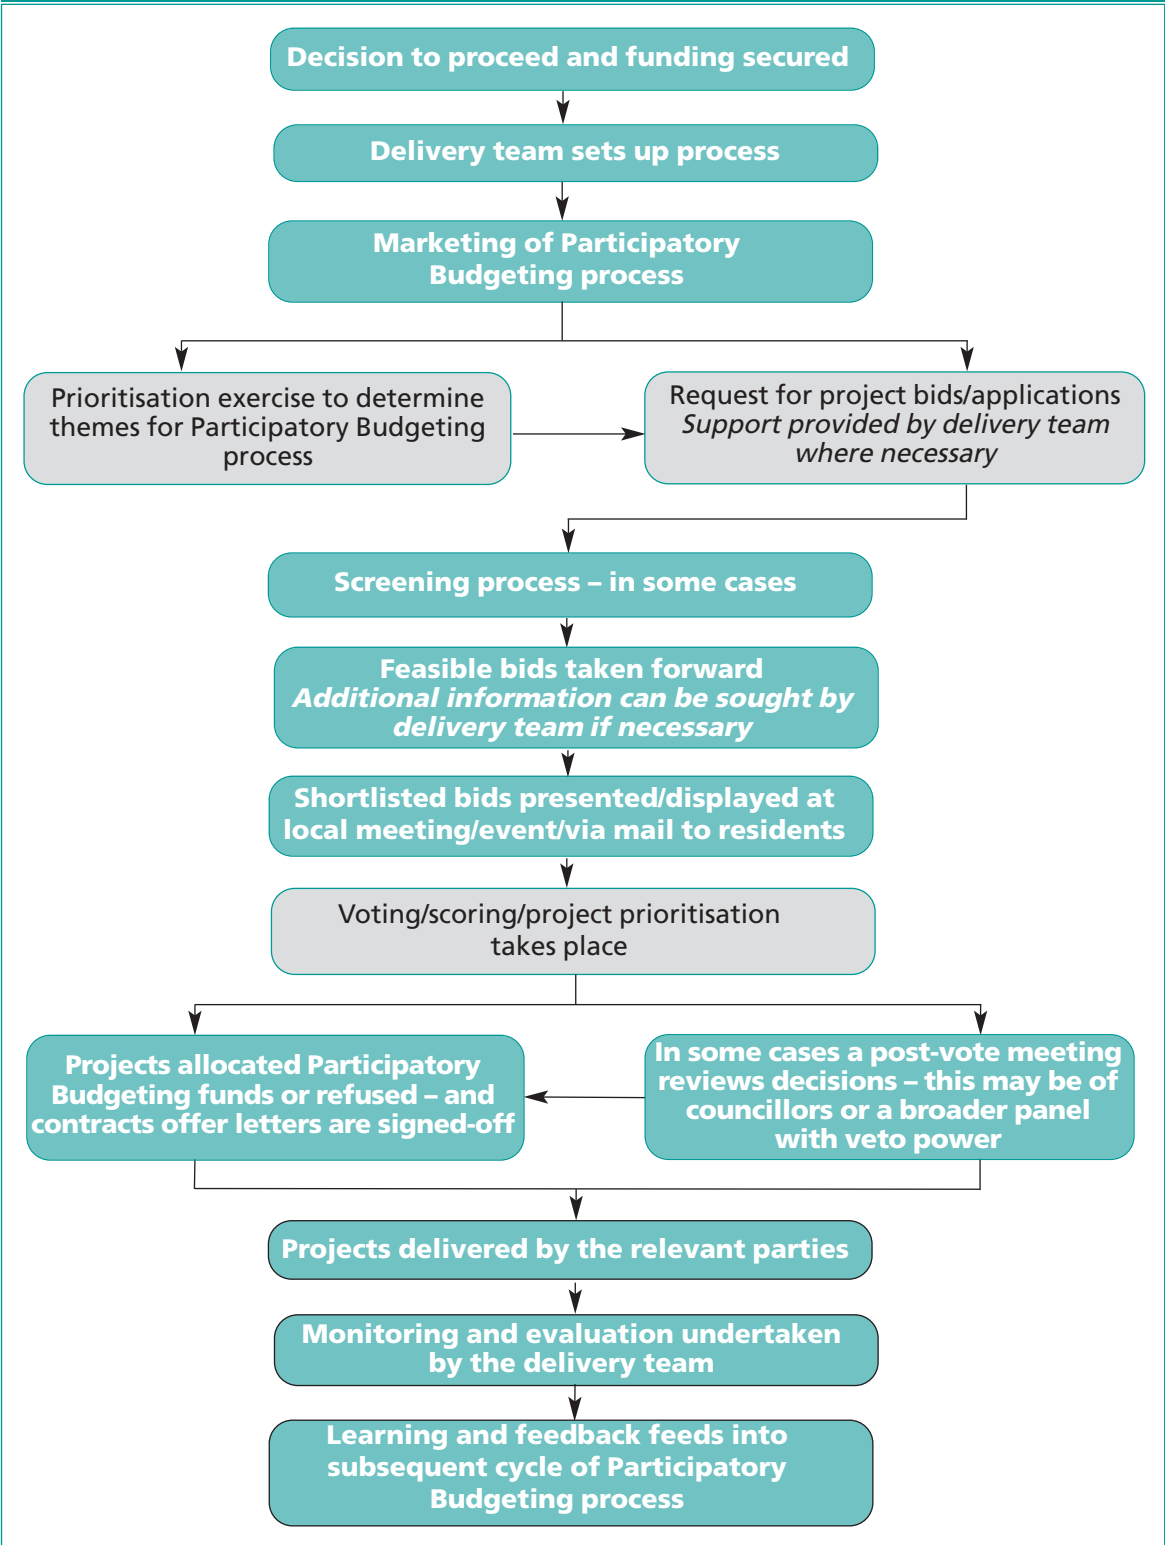 Decision to proceed and funding secured
Delivery team sets up process
Marketing of Participatory
Budgeting process
Prioritisation exercise to determine
themes for Participatory Budgeting
process
Request for project bids/applications
Support provided by delivery team
where necessary
Screening process – in some cases
Feasible bids taken forward
Additional information can be sought by
delivery team if necessary
Shortlisted bids presented/displayed at
local meeting/event/via mail to residents
Voting/scoring/project prioritisation
takes place
Projects allocated Participatory
Budgeting funds or refused – and
contracts offer letters are signed-off
In some cases a post-vote meeting
reviews decisions – this may be of
councillors or a broader panel
with veto power
Projects delivered by the relevant parties
Monitoring and evaluation undertaken
by the delivery team
Learning and feedback feeds into
subsequent cycle of Participatory
Budgeting process